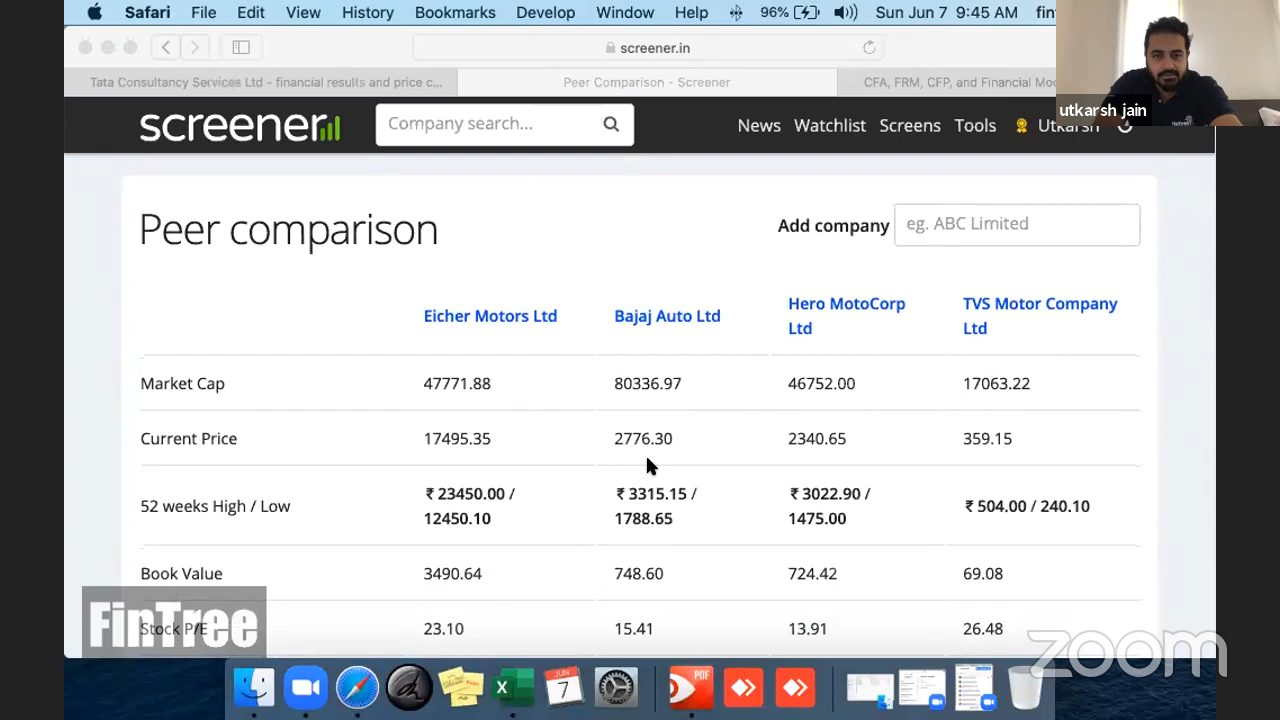 Safari File Edit View History Bookmarks Develop Window Help 96% Sun Jun 7 9:45 AM fin
screener.in
Tata Consultancy Services Ltd - financial results and price c... Peer Comparison - Screener CFA, FRM, CFP, and Financial Mod
utkarsh jain
screener Company search... News Watchlist Screens Tools Utkarsh
Peer comparison Add company eg. ABC Limited
Eicher Motors Ltd Bajaj Auto Ltd Hero MotoCorp TVS Motor Company
Ltd Ltd
Market Cap 47771.88 80336.97 46752.00 17063.22
Current Price 17495.35 2776.30 2340.65 359.15
52 weeks High / Low ₹ 23450.00 / ₹ 3315.15 / ₹ 3022.90 / ₹ 504.00 / 240.10
12450.10 1788.65 1475.00
Book Value 3490.64 748.60 724.42 69.08
Stock P/E 23.10 15.41 13.91 26.48
FinTree
zoom
X JUN 7 PDF